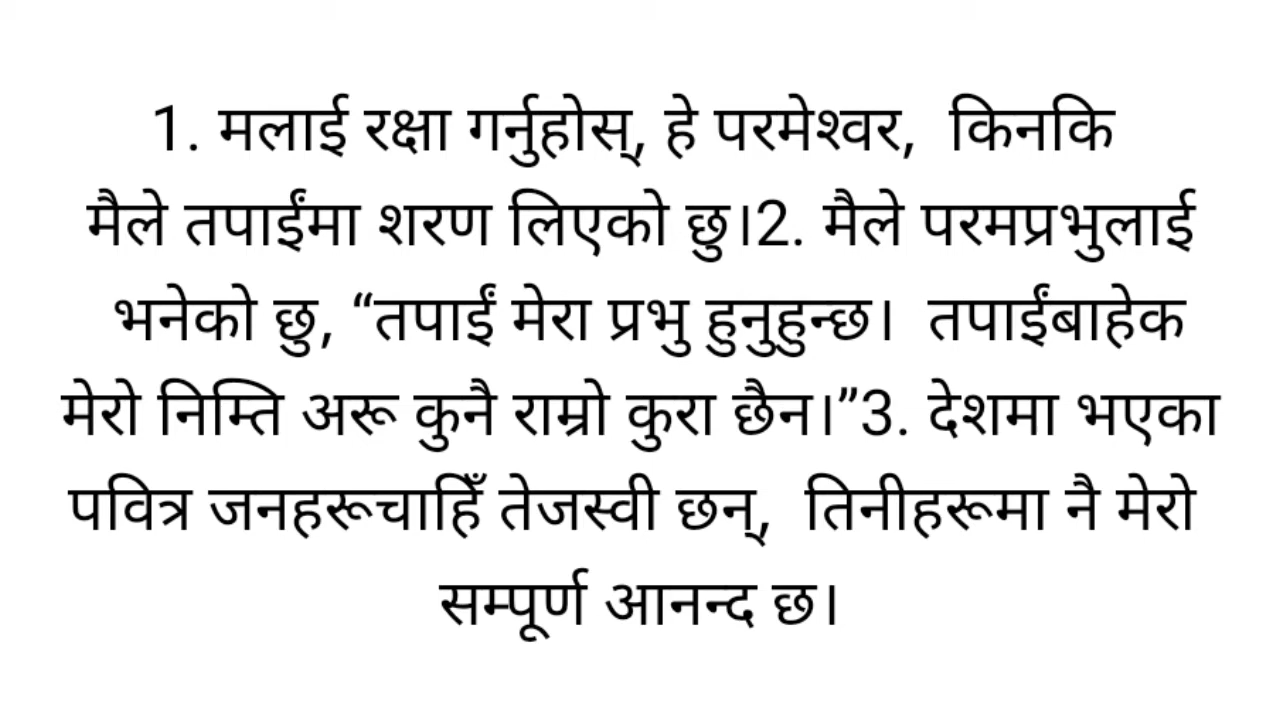 1. मलाई रक्षा गर्नुहोस्, हे परमेश्वर,  किनकि
मैले तपाईंमा शरण लिएको छु।2. मैले परमप्रभुलाई
भनेको छु, “तपाईं मेरा प्रभु हुनुहुन्छ।  तपाईंबाहेक
मेरो निम्ति अरू कुनै राम्रो कुरा छैन।”3. देशमा भएका
पवित्र जनहरूचाहिँ तेजस्वी छन्,  तिनीहरूमा नै मेरो
सम्पूर्ण आनन्द छ।